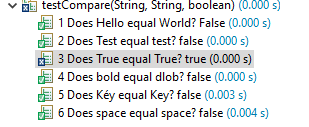 testCompare(String, String, boolean) (0.000 s)
1 Does Hello equal World? False (0.000 s)
2 Does Test equal test? false (0.000 s)
3 Does True equal True? true (0.000 s)
4 Does bold equal dlob? false (0.000 s)
5 Does Kéy equal Key? false (0.003 s)
6 Does space equal space? false (0.004 s)